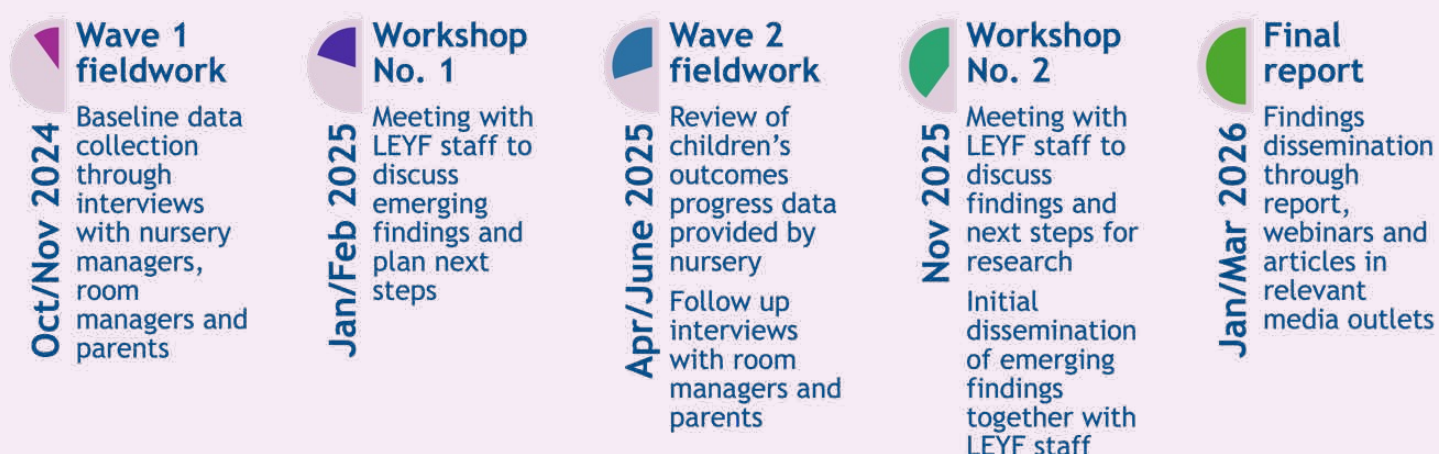 Wave 1
fieldwork
Oct/Nov 2024
Baseline data
collection
through
interviews
with nursery
managers,
room
managers and
parents
Workshop
No. 1
Jan/Feb 2025
Meeting with
LEYF staff to
discuss
emerging
findings and
plan next
steps
Wave 2
fieldwork
Apr/June 2025
Review of
children’s
outcomes
progress data
provided by
nursery
Follow up
interviews
with room
managers and
parents
Workshop
No. 2
Nov 2025
Meeting with
LEYF staff to
discuss
findings and
next steps for
research
Initial
dissemination
of emerging
findings
together with
LEYF staff
Final
report
Jan/Mar 2026
Findings
dissemination
through
report,
webinars and
articles in
relevant
media outlets